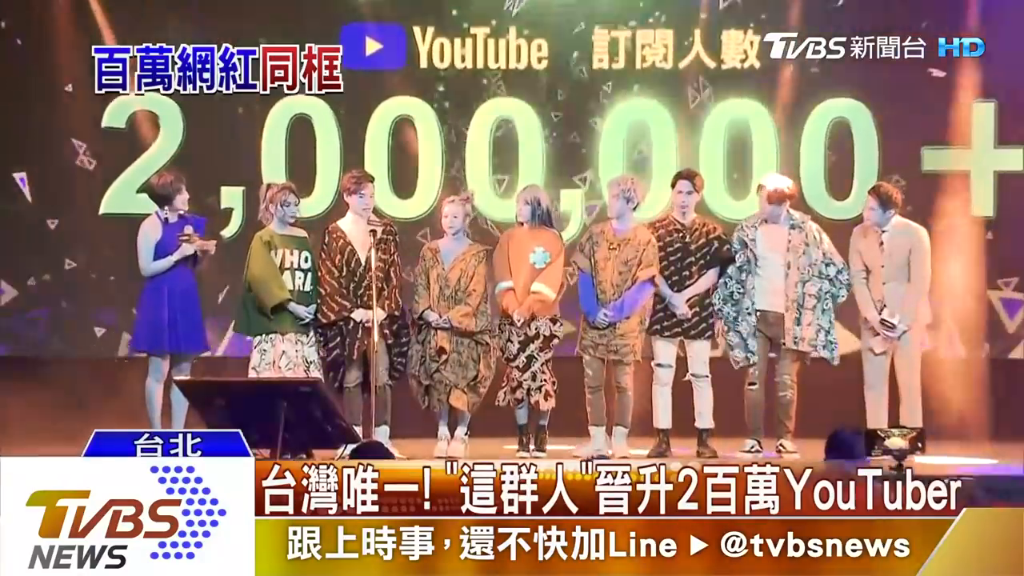 YouTube 訂閱人數
TVBS新聞台 HD
百萬網紅同框
2,000,000+
WHO
台北
台灣唯一!"這群人"晉升2百萬YouTuber
TVBS
NEWS
跟上時事,還不快加Line ▶ @tvbsnews